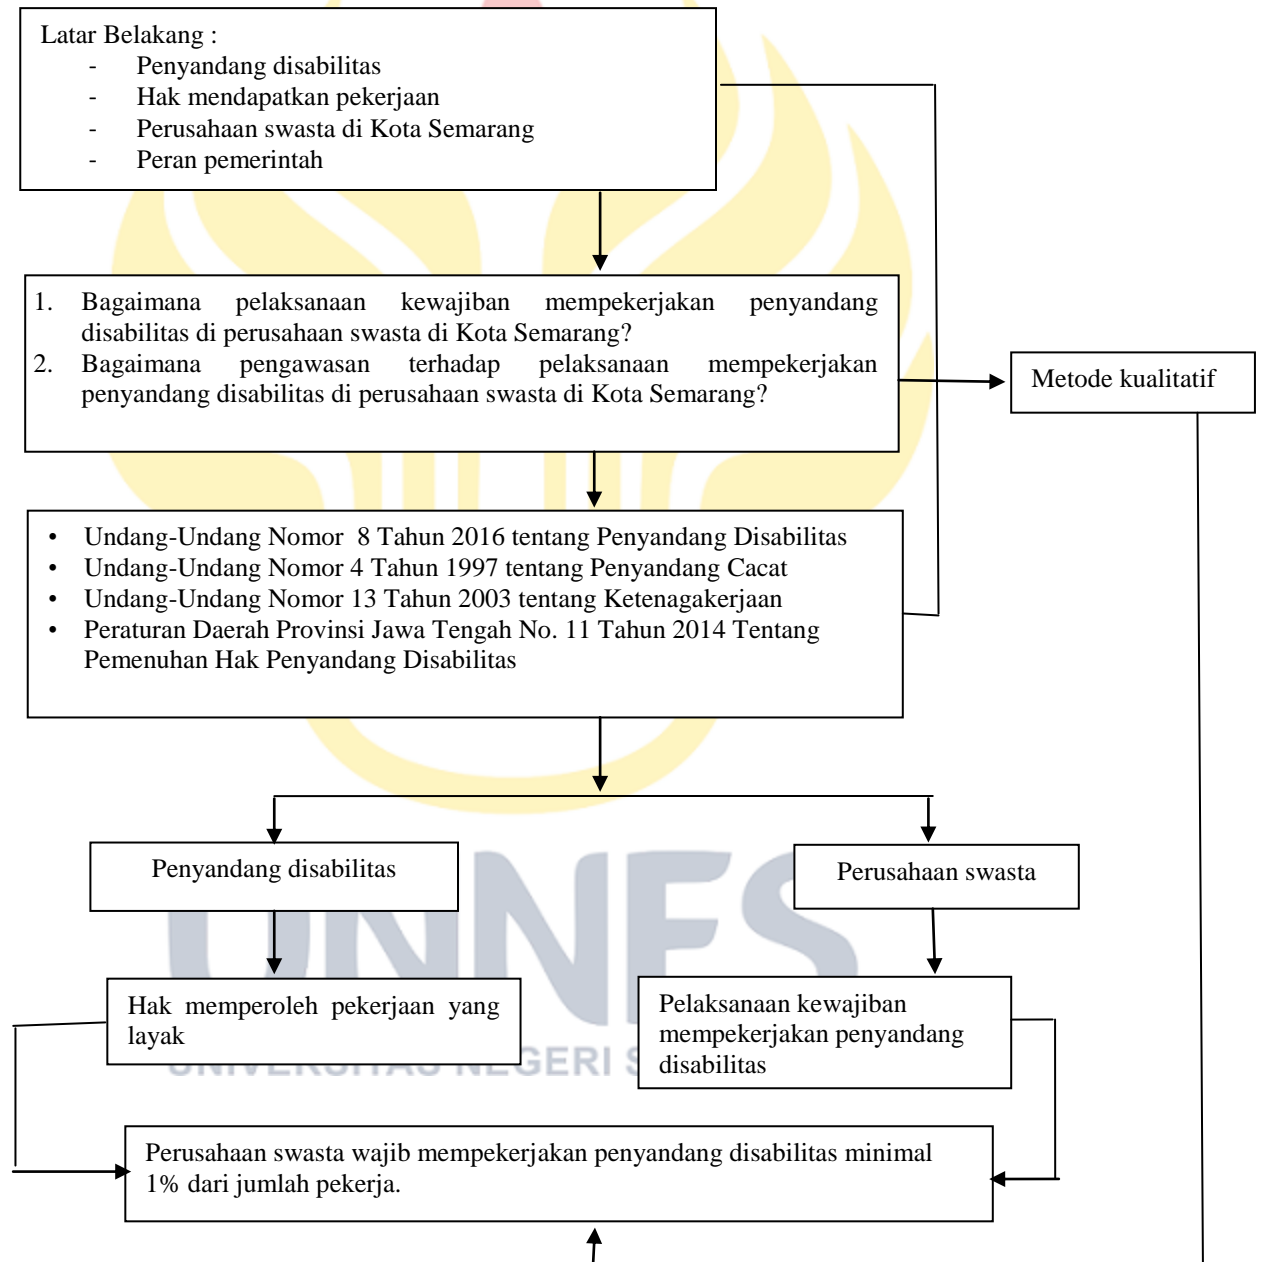 Latar Belakang :
- Penyandang disabilitas
- Hak mendapatkan pekerjaan
- Perusahaan swasta di Kota Semarang
- Peran pemerintah
1. Bagaimana pelaksanaan kewajiban mempekerjakan penyandang
disabilitas di perusahaan swasta di Kota Semarang?
2. Bagaimana pengawasan terhadap pelaksanaan mempekerjakan
penyandang disabilitas di perusahaan swasta di Kota Semarang?
Metode kualitatif
• Undang-Undang Nomor 8 Tahun 2016 tentang Penyandang Disabilitas
• Undang-Undang Nomor 4 Tahun 1997 tentang Penyandang Cacat
• Undang-Undang Nomor 13 Tahun 2003 tentang Ketenagakerjaan
• Peraturan Daerah Provinsi Jawa Tengah No. 11 Tahun 2014 Tentang
Pemenuhan Hak Penyandang Disabilitas
Penyandang disabilitas
Perusahaan swasta
UNNES
Hak memperoleh pekerjaan yang
layak
Pelaksanaan kewajiban
mempekerjakan penyandang
disabilitas
UNIVERSITAS NEGERI S
Perusahaan swasta wajib mempekerjakan penyandang disabilitas minimal
1% dari jumlah pekerja.